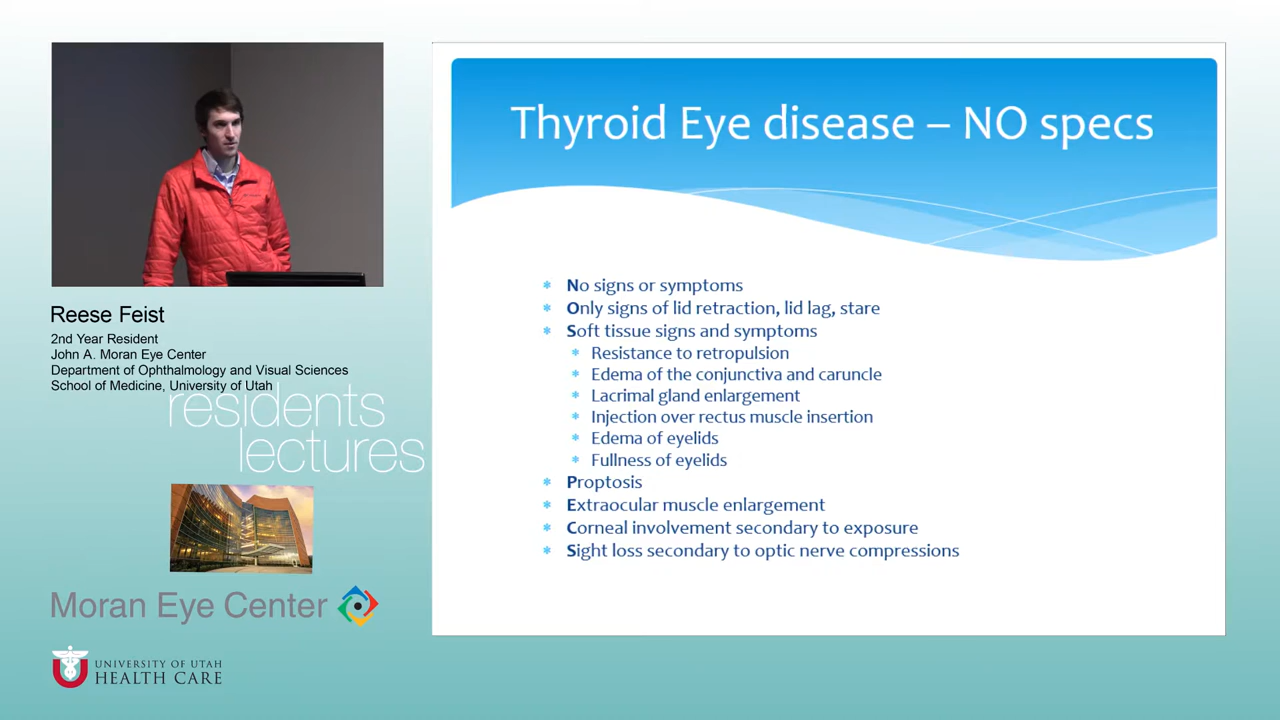 Thyroid Eye disease – NO specs
No signs or symptoms
Only signs of lid retraction, lid lag, stare
Soft tissue signs and symptoms
Resistance to retropulsion
Edema of the conjunctiva and caruncle
Lacrimal gland enlargement
Injection over rectus muscle insertion
Edema of eyelids
Fullness of eyelids
Proptosis
Extraocular muscle enlargement
Corneal involvement secondary to exposure
Sight loss secondary to optic nerve compressions
Reese Feist
2nd Year Resident
John A. Moran Eye Center
Department of Ophthalmology and Visual Sciences
School of Medicine, University of Utah
residents
lectures
Moran Eye Center
UNIVERSITY OF UTAH
HEALTH CARE